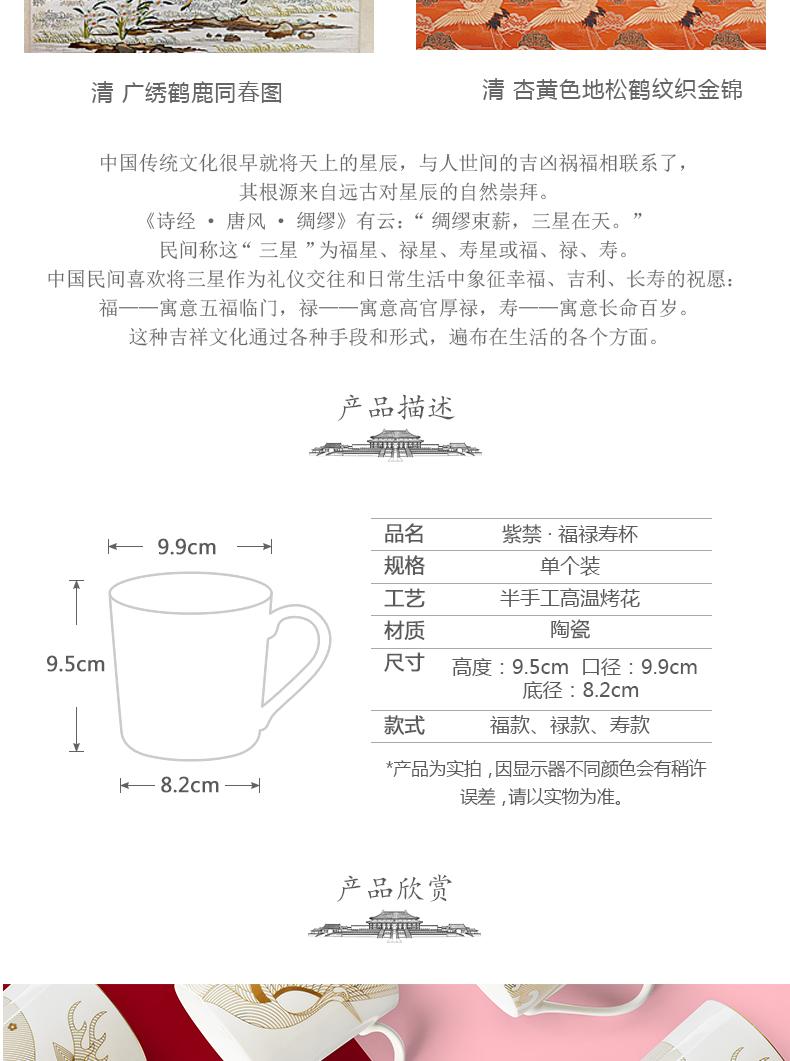 清 广绣鹤鹿同春图
清 杏黄色地松鹤纹织金锦
中国传统文化很早就将天上的星辰，与人世间的吉凶祸福相联系了，
其根源来自远古对星辰的自然崇拜。
《诗经 • 唐风 • 绸缪》有云：“ 绸缪束薪，三星在天。”
民间称这“ 三星 ”为福星、禄星、寿星或福、禄、寿。
中国民间喜欢将三星作为礼仪交往和日常生活中象征幸福、吉利、长寿的祝愿：
福——寓意五福临门，禄——寓意高官厚禄，寿——寓意长命百岁。
这种吉祥文化通过各种手段和形式，遍布在生活的各个方面。
产品描述
9.9cm
9.5cm
8.2cm
品名 紫禁 · 福禄寿杯
规格 单个装
工艺 半手工高温烤花
材质 陶瓷
尺寸 高度：9.5cm 口径：9.9cm
底径：8.2cm
款式 福款、禄款、寿款
*产品为实拍，因显示器不同颜色会有稍许
误差，请以实物为准。
产品欣赏